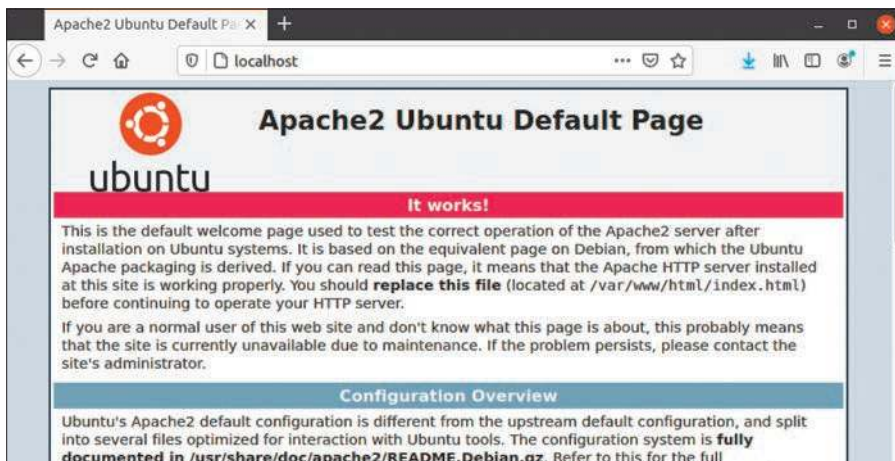 Apache2 Ubuntu Default Pa
localhost
Apache2 Ubuntu Default Page
ubuntu
It works!
This is the default welcome page used to test the correct operation of the Apache2 server after
installation on Ubuntu systems. It is based on the equivalent page on Debian, from which the Ubuntu
Apache packaging is derived. If you can read this page, it means that the Apache HTTP server installed
at this site is working properly. You should replace this file (located at /var/www/html/index.html)
before continuing to operate your HTTP server.
If you are a normal user of this web site and don't know what this page is about, this probably means
that the site is currently unavailable due to maintenance. If the problem persists, please contact the
site's administrator.
Configuration Overview
Ubuntu's Apache2 default configuration is different from the upstream default configuration, and split
into several files optimized for interaction with Ubuntu tools. The configuration system is fully
documented in /usr/share/doc/apache2/README.Debian.gz. Refer to this for the full